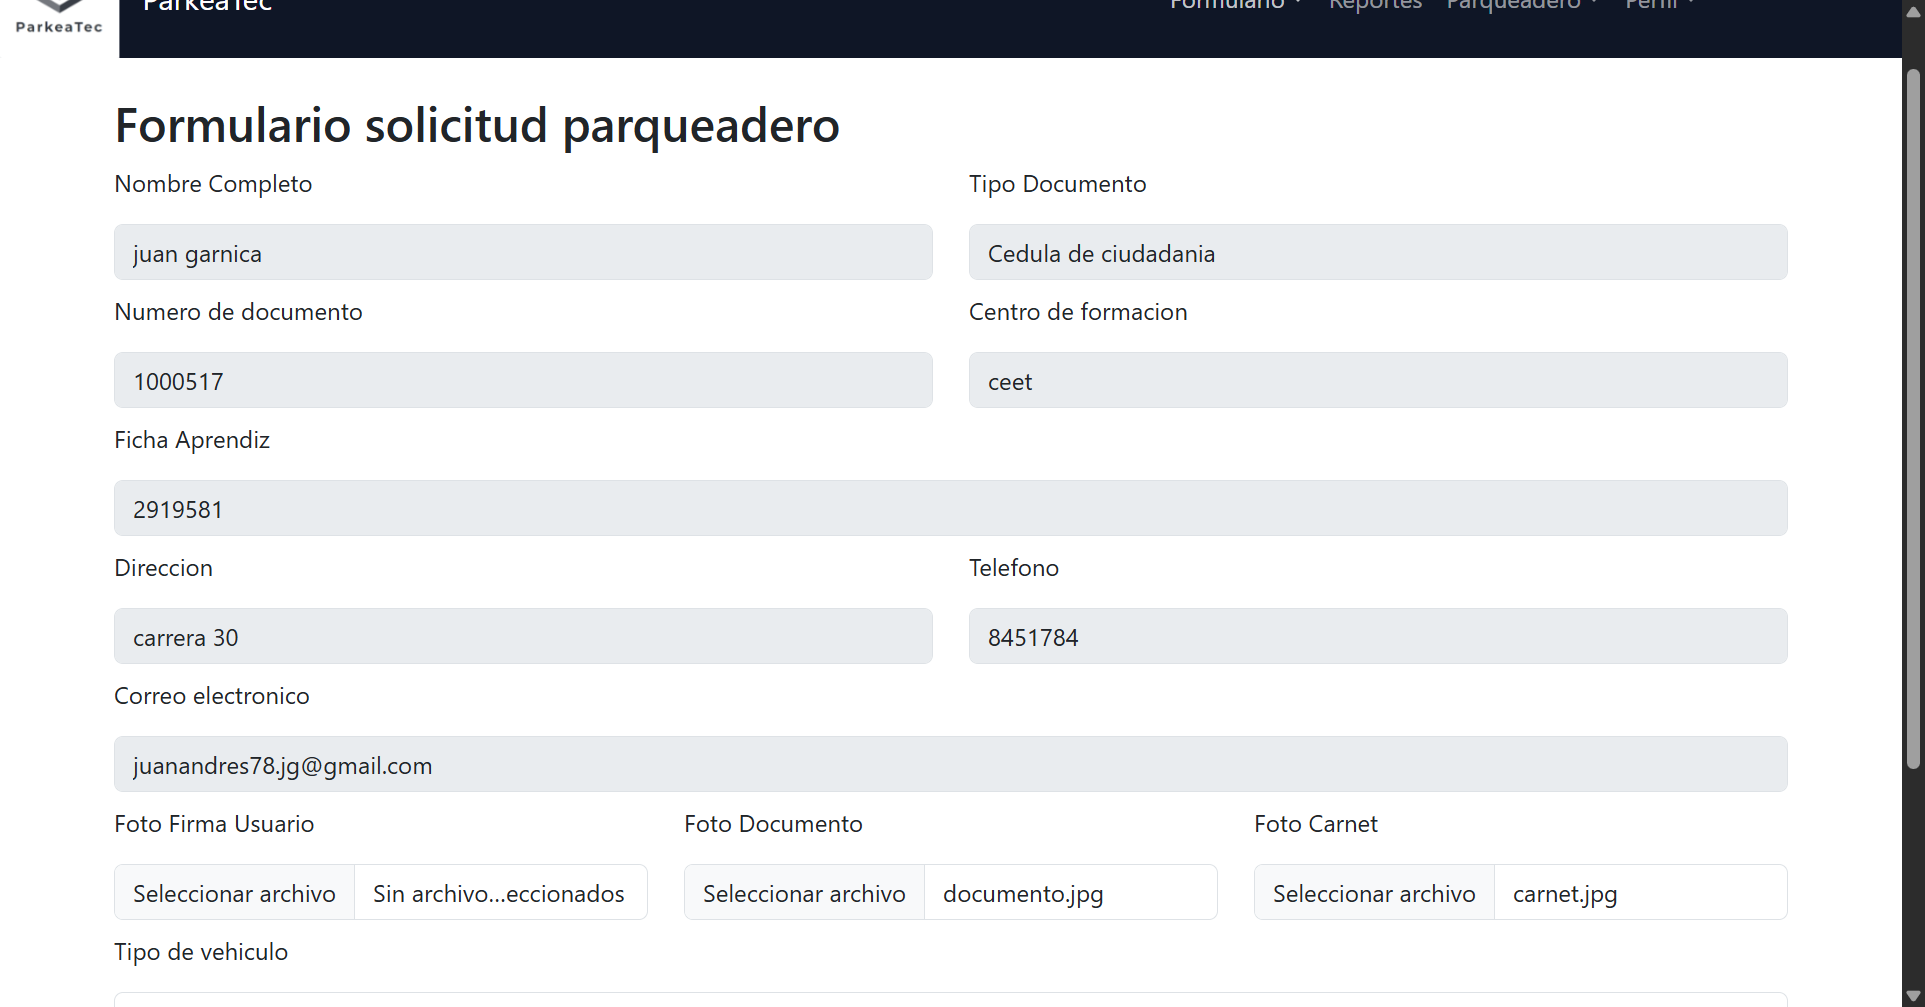 ParkeaTec
ParkeaTec Formulario Reportes Parqueadero Perfil
Formulario solicitud parqueadero
Nombre Completo Tipo Documento
juan garnica Cedula de ciudadania
Numero de documento Centro de formacion
1000517 ceet
Ficha Aprendiz
2919581
Direccion Telefono
carrera 30 8451784
Correo electronico
juanandres78.jg@gmail.com
Foto Firma Usuario Foto Documento Foto Carnet
Seleccionar archivo Sin archivo...eccionados Seleccionar archivo documento.jpg Seleccionar archivo carnet.jpg
Tipo de vehiculo